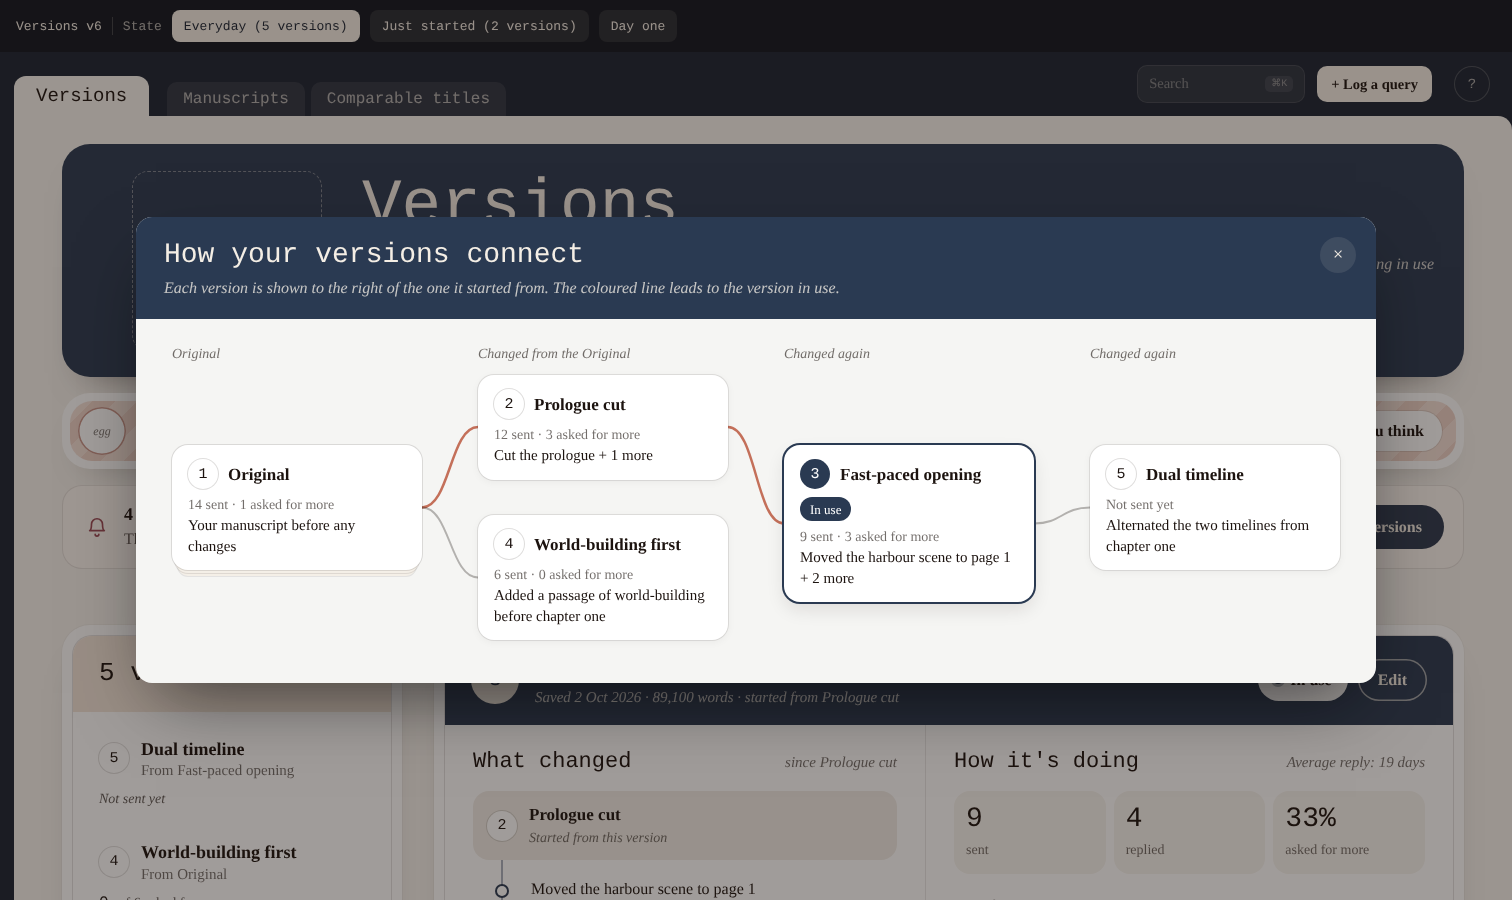 Versions v6
State
Everyday (5 versions)
Just started (2 versions)
Day one
Versions
Manuscripts
Comparable titles
Search
⌘K
+ Log a query
?
Versions
ng in use
How your versions connect
×
Each version is shown to the right of the one it started from. The coloured line leads to the version in use.
Original
Changed from the Original
Changed again
Changed again
1
Original
14 sent · 1 asked for more
Your manuscript before any
changes
2
Prologue cut
12 sent · 3 asked for more
Cut the prologue + 1 more
4
World-building first
6 sent · 0 asked for more
Added a passage of world-building
before chapter one
3
Fast-paced opening
In use
9 sent · 3 asked for more
Moved the harbour scene to page 1
+ 2 more
5
Dual timeline
Not sent yet
Alternated the two timelines from
chapter one
egg
u think
4
Th
ersions
5 v
5
Dual timeline
From Fast-paced opening
Not sent yet
4
World-building first
From Original
Saved 2 Oct 2026 · 89,100 words · started from Prologue cut
Edit
What changed
since Prologue cut
2
Prologue cut
Started from this version
Moved the harbour scene to page 1
How it's doing
Average reply: 19 days
9
sent
4
replied
33%
asked for more